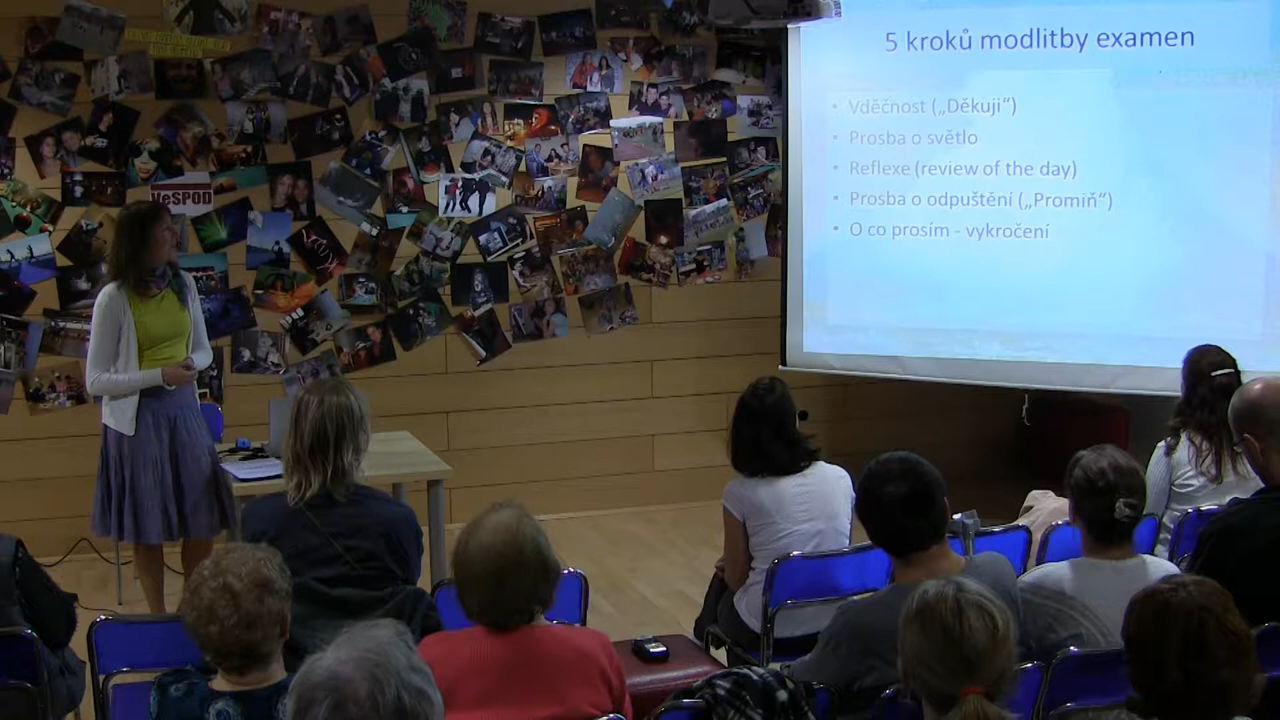 5 kroků modlitby examen
• Vděčnost („Děkuji“)
• Prosba o světlo
• Reflexe (review of the day)
• Prosba o odpuštění („Promiň“)
• O co prosím - vykročení
VeSPOD